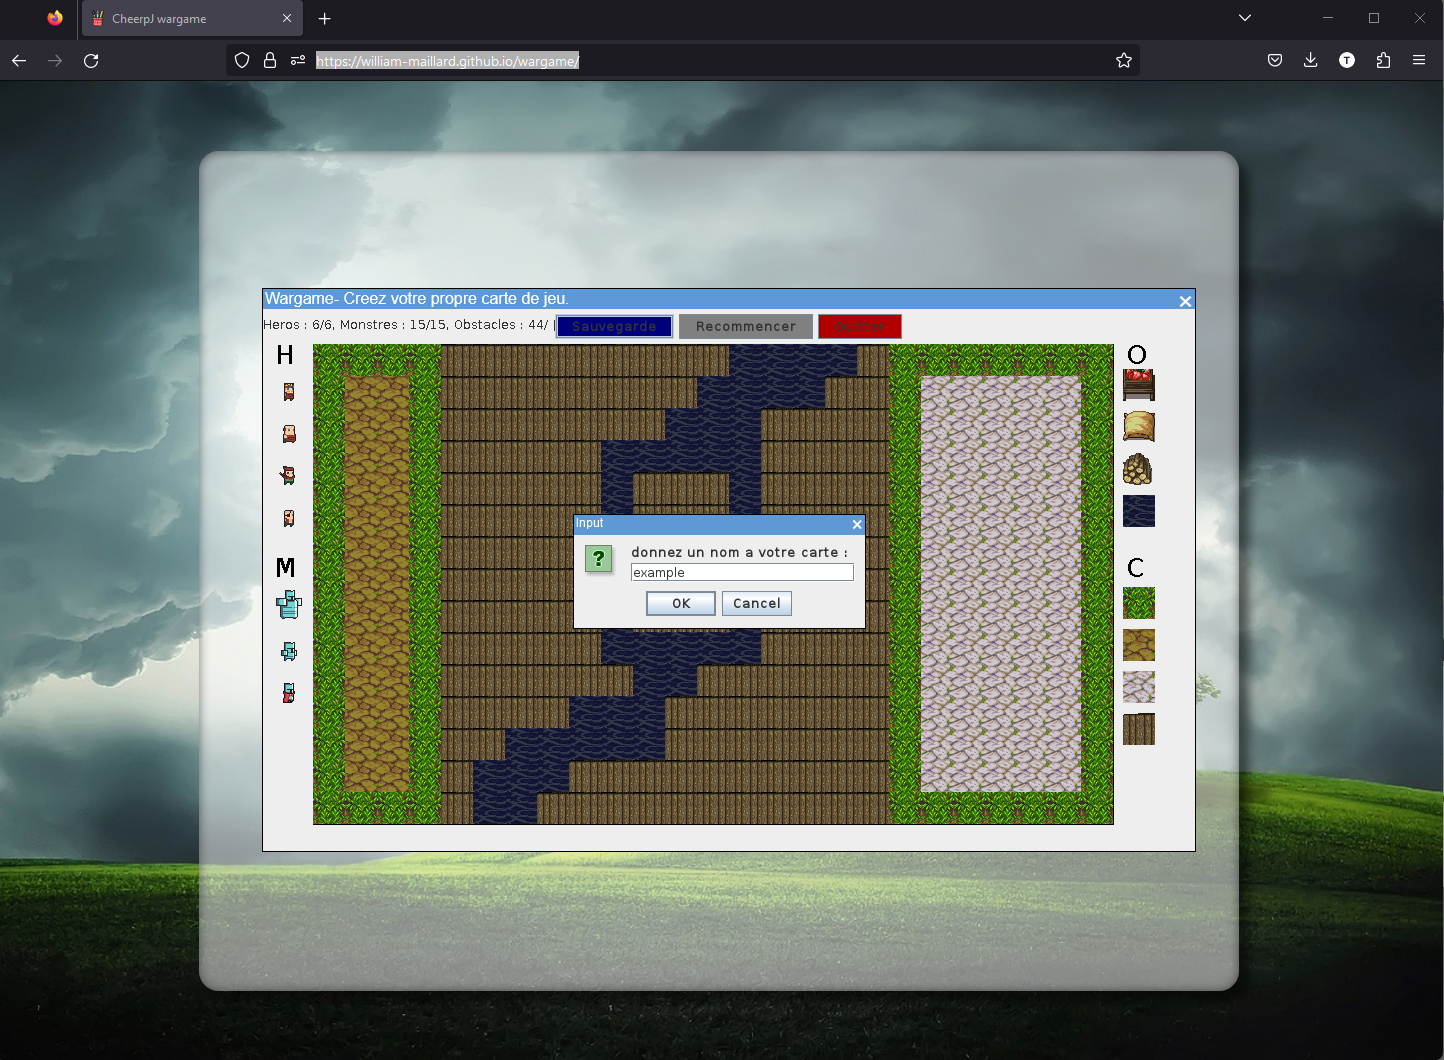 CheerpJ wargame
https://william-maillard.github.io/wargame/
T
Wargame- Creez votre propre carte de jeu.
Heros : 6/6, Monstres : 15/15, Obstacles : 44/ |
Sauvegarde
Recommencer
Quitter
H
O
Input
donnez un nom a votre carte :
?
example
OK
Cancel
M
C